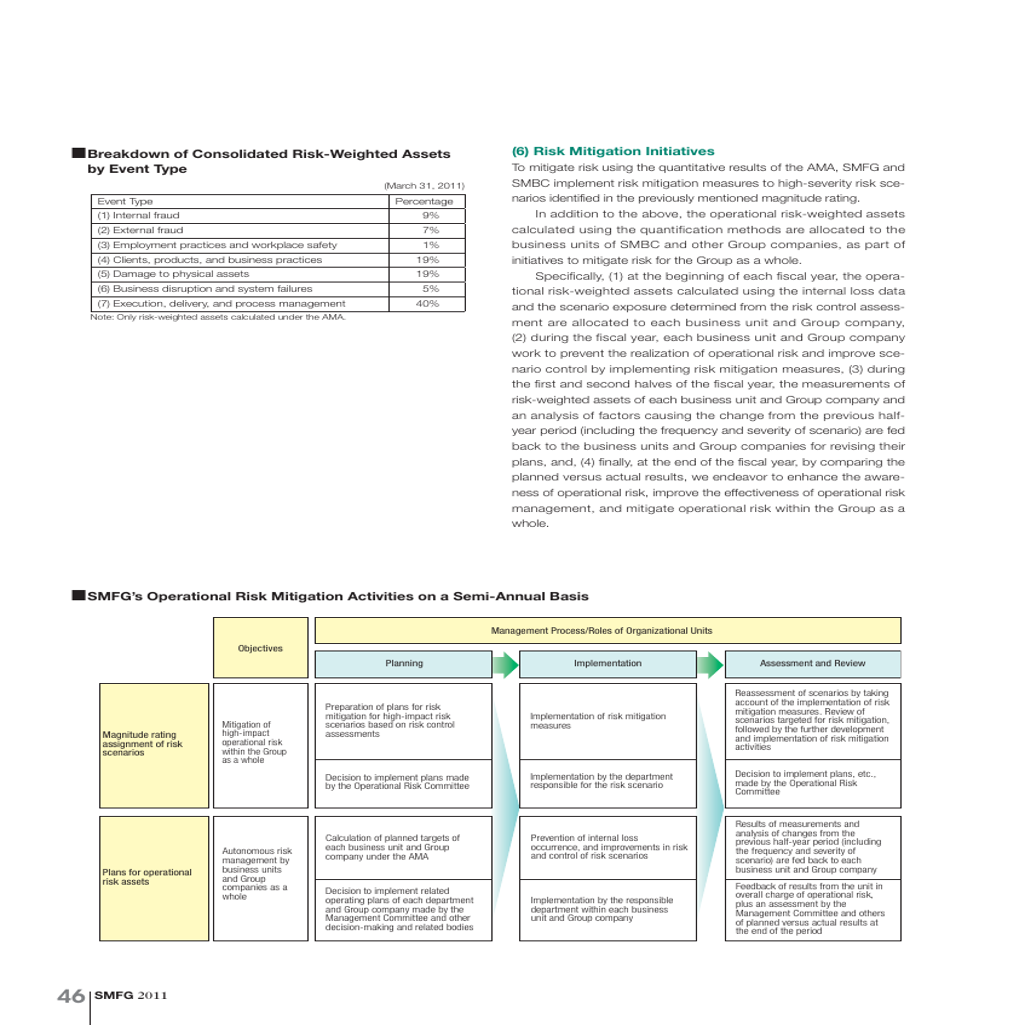 Breakdown of Consolidated Risk-Weighted Assets
by Event Type
(March 31, 2011)
Event Type Percentage
(1) Internal fraud 9%
(2) External fraud 7%
(3) Employment practices and workplace safety 1%
(4) Clients, products, and business practices 19%
(5) Damage to physical assets 19%
(6) Business disruption and system failures 5%
(7) Execution, delivery, and process management 40%
Note: Only risk-weighted assets calculated under the AMA.
(6) Risk Mitigation Initiatives
To mitigate risk using the quantitative results of the AMA, SMFG and
SMBC implement risk mitigation measures to high-severity risk sce-
narios identified in the previously mentioned magnitude rating.
In addition to the above, the operational risk-weighted assets
calculated using the quantification methods are allocated to the
business units of SMBC and other Group companies, as part of
initiatives to mitigate risk for the Group as a whole.
Specifically, (1) at the beginning of each fiscal year, the opera-
tional risk-weighted assets calculated using the internal loss data
and the scenario exposure determined from the risk control assess-
ment are allocated to each business unit and Group company,
(2) during the fiscal year, each business unit and Group company
work to prevent the realization of operational risk and improve sce-
nario control by implementing risk mitigation measures, (3) during
the first and second halves of the fiscal year, the measurements of
risk-weighted assets of each business unit and Group company and
an analysis of factors causing the change from the previous half-
year period (including the frequency and severity of scenario) are fed
back to the business units and Group companies for revising their
plans, and, (4) finally, at the end of the fiscal year, by comparing the
planned versus actual results, we endeavor to enhance the aware-
ness of operational risk, improve the effectiveness of operational risk
management, and mitigate operational risk within the Group as a
whole.
SMFG's Operational Risk Mitigation Activities on a Semi-Annual Basis
Objectives
Management Process/Roles of Organizational Units
Planning
Implementation
Assessment and Review
Magnitude rating
assignment of risk
scenarios
Mitigation of
high-impact
operational risk
within the Group
as a whole
Preparation of plans for risk
mitigation for high-impact risk
scenarios based on risk control
assessments
Implementation of risk mitigation
measures
Reassessment of scenarios by taking
account of the implementation of risk
mitigation measures. Review of
scenarios targeted for risk mitigation,
followed by the further development
and implementation of risk mitigation
activities
Decision to implement plans made
by the Operational Risk Committee
Implementation by the department
responsible for the risk scenario
Decision to implement plans, etc.,
made by the Operational Risk
Committee
Plans for operational
risk assets
Autonomous risk
management by
business units
and Group
companies as a
whole
Calculation of planned targets of
each business unit and Group
company under the AMA
Prevention of internal loss
occurrence, and improvements in risk
and control of risk scenarios
Results of measurements and
analysis of changes from the
previous half-year period (including
the frequency and severity of
scenario) are fed back to each
business unit and Group company
Decision to implement related
operating plans of each department
and Group company made by the
Management Committee and other
decision-making and related bodies
Implementation by the responsible
department within each business
unit and Group company
Feedback of results from the unit in
overall charge of operational risk,
plus an assessment by the
Management Committee and others
of planned versus actual results at
the end of the period
46 SMFG 2011